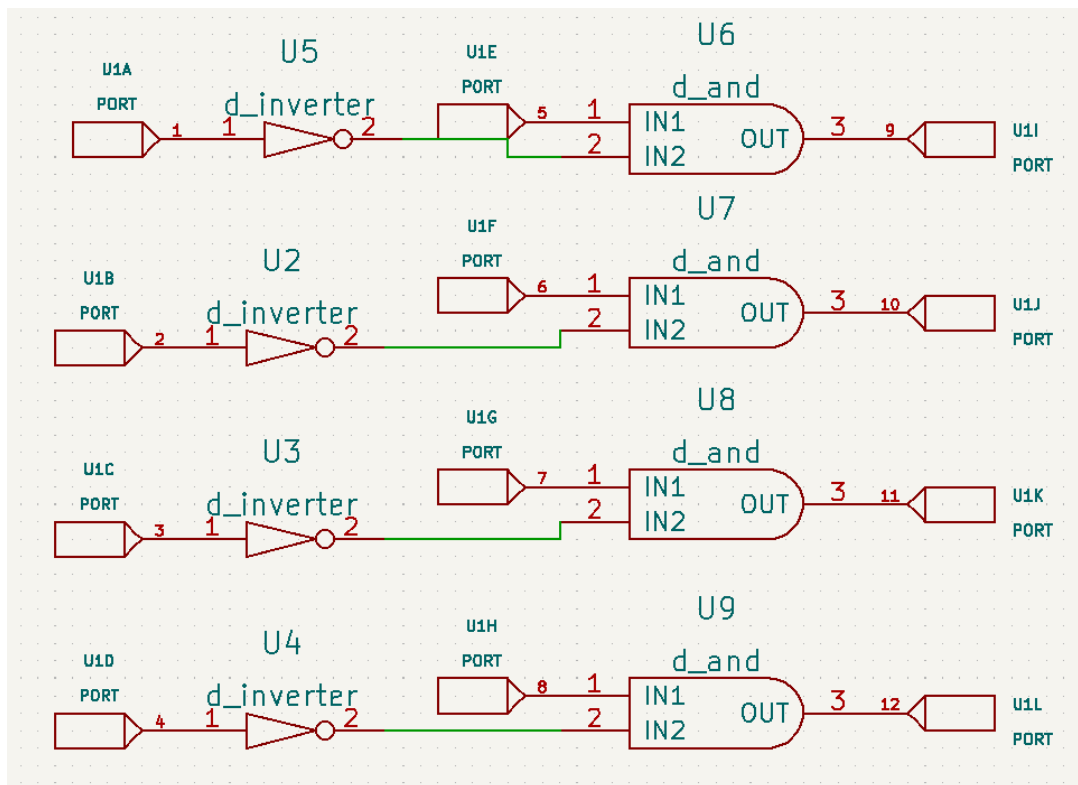 U6
U5
U1E
U1A
PORT
d_and
PORT
d_inverter
1 1 2 5 1 IN1 OUT 3 9 U1I
2 IN2
PORT
U7
U1F
U2
PORT
d_and
U1B
PORT
d_inverter
6 1 IN1 OUT 3 10 U1J
2 1 2 2 IN2
PORT
U8
U1G
U3
PORT
d_and
U1C
PORT
d_inverter
7 1 IN1 OUT 3 11 U1K
3 1 2 2 IN2
PORT
U9
U1H
U4
PORT
d_and
U1D
PORT
d_inverter
8 1 IN1 OUT 3 12 U1L
4 1 2 2 IN2
PORT